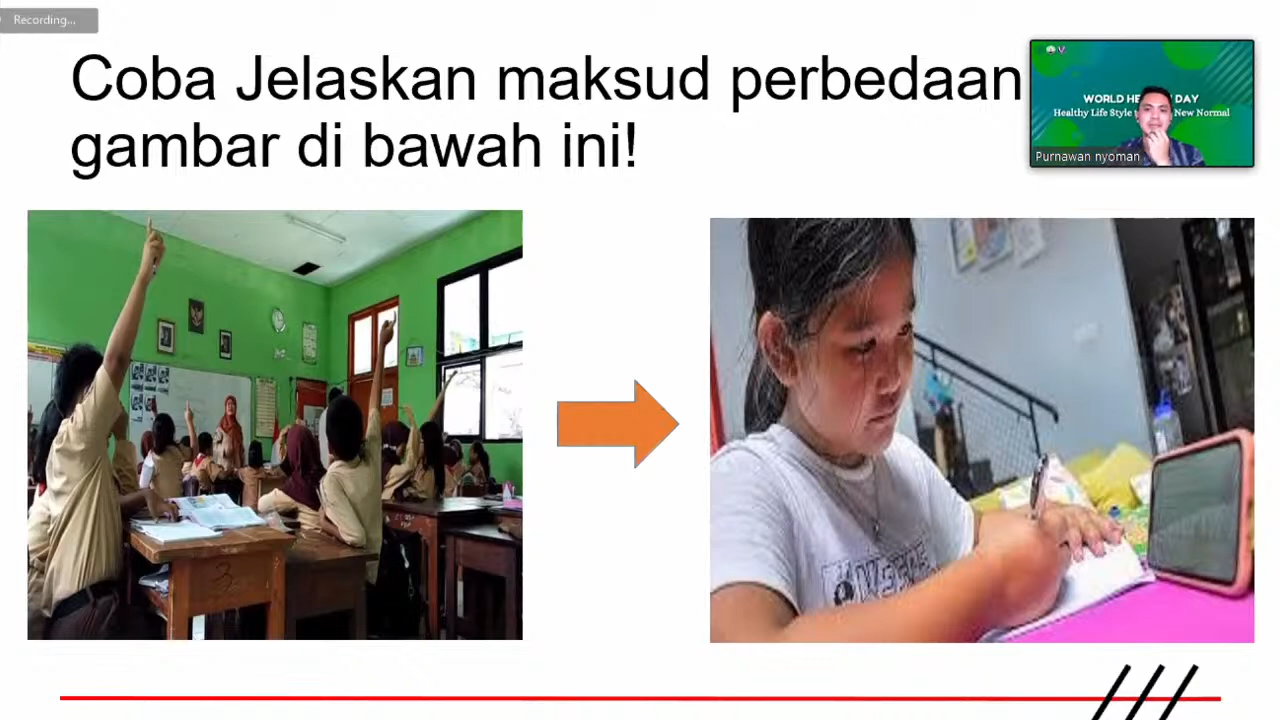 Recording...
Coba Jelaskan maksud perbedaan
gambar di bawah ini!
WORLD HE DAY
Healthy Life Style New Normal
Purnawan nyoman
3